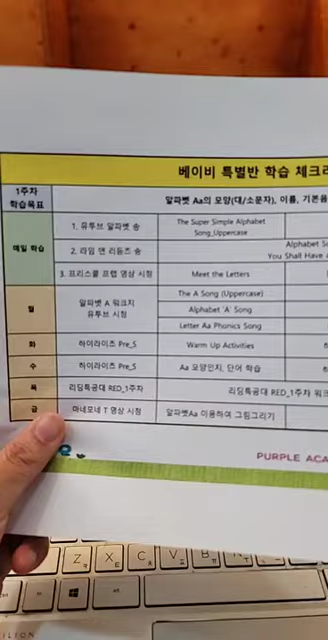 베이비 특별반 학습 체크리
1주차
학습목표
알파벳 Aa의 모양(대/소문자), 이름, 기본음
매일 학습
1. 유튜브 알파벳 송
The Super Simple Alphabet
Song_Uppercase
2. 라임 앤 리듬즈 송
Alphabet S
You Shall Have A
3. 프리스쿨 프랩 영상 시청
Meet the Letters
월
알파벳 A 워크지
유튜브 시청
The A Song (Uppercase)
Alphabet 'A' Song
Letter Aa Phonics Song
화
하이라이츠 Pre_S
Warm Up Activities
수
하이라이츠 Pre_S
Aa 모양인지, 단어 학습
목
리딩특공대 RED_1주차
리딩특공대 RED_1주차 워크
금
마네모네 T 영상 시청
알파벳Aa 이용하여 그림그리기
PURPLE ACA
Z ㅋ
X ㅌ
C ㅊ
V ㅍ
B ㅠ
alt